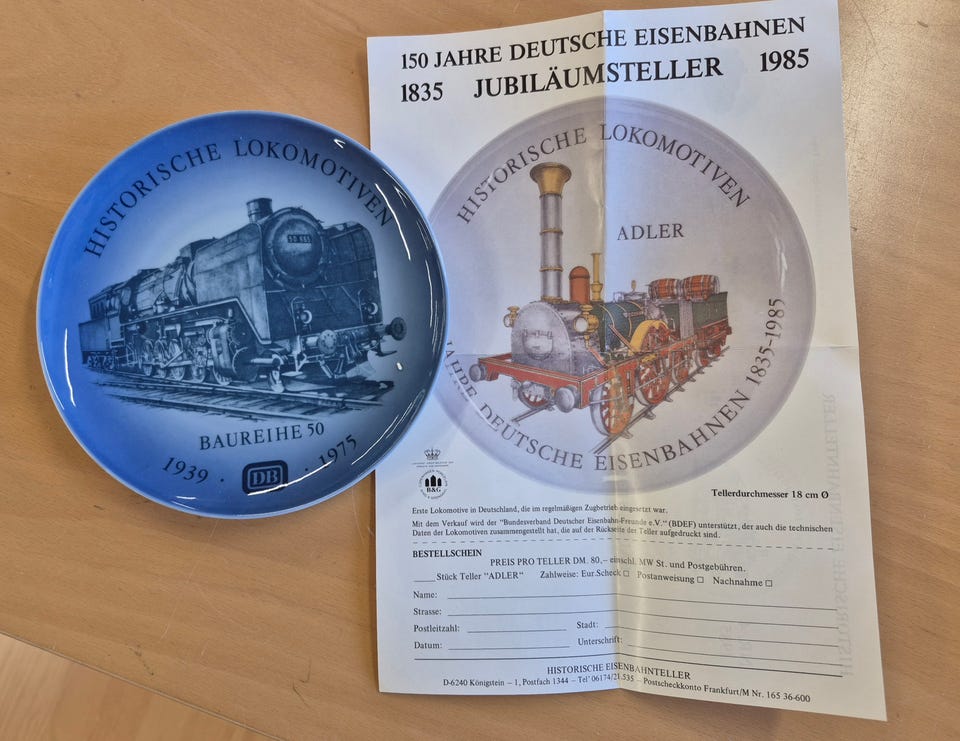 HISTORISCHE LOKOMOTIVEN
BAUREIHE 50
1939 · DB · 1975
150 JAHRE DEUTSCHE EISENBAHNEN
1835 JUBILÄUMSTELLER 1985
HISTORISCHE LOKOMOTIVEN
ADLER
JAHRE DEUTSCHE EISENBAHNEN 1835-1985
B&G
Tellerdurchmesser 18 cm Ø
Erste Lokomotive in Deutschland, die im regelmäßigen Zugbetrieb eingesetzt war.
Mit dem Verkauf wird der "Bundesverband Deutscher Eisenbahn-Freunde e.V." (BDEF) unterstützt, der auch die technischen
Daten der Lokomotiven zusammengestellt hat, die auf der Rückseite der Teller aufgedruckt sind.
BESTELLSCHEIN
PREIS PRO TELLER DM. 80,– einschl. MW St. und Postgebühren.
Stück Teller "ADLER" Zahlweise: Eur.Scheck □ Postanweisung □ Nachnahme □
Name:
Strasse:
Postleitzahl: Stadt:
Datum: Unterschrift:
HISTORISCHE EISENBAHNTELLER
D-6240 Königstein – 1, Postfach 1344 – Tel' 06174/21.535 – Postscheckkonto Frankfurt/M Nr. 165 36-600